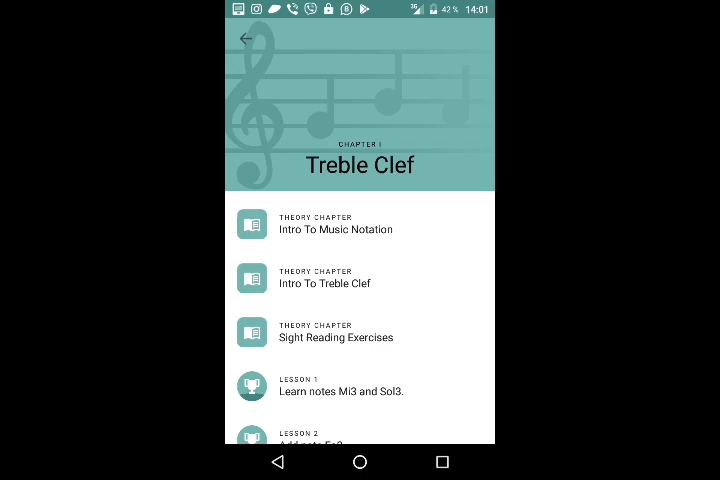 3G 42 % 14:01
CHAPTER I
Treble Clef
THEORY CHAPTER
Intro To Music Notation
THEORY CHAPTER
Intro To Treble Clef
THEORY CHAPTER
Sight Reading Exercises
LESSON 1
Learn notes Mi3 and Sol3.
LESSON 2